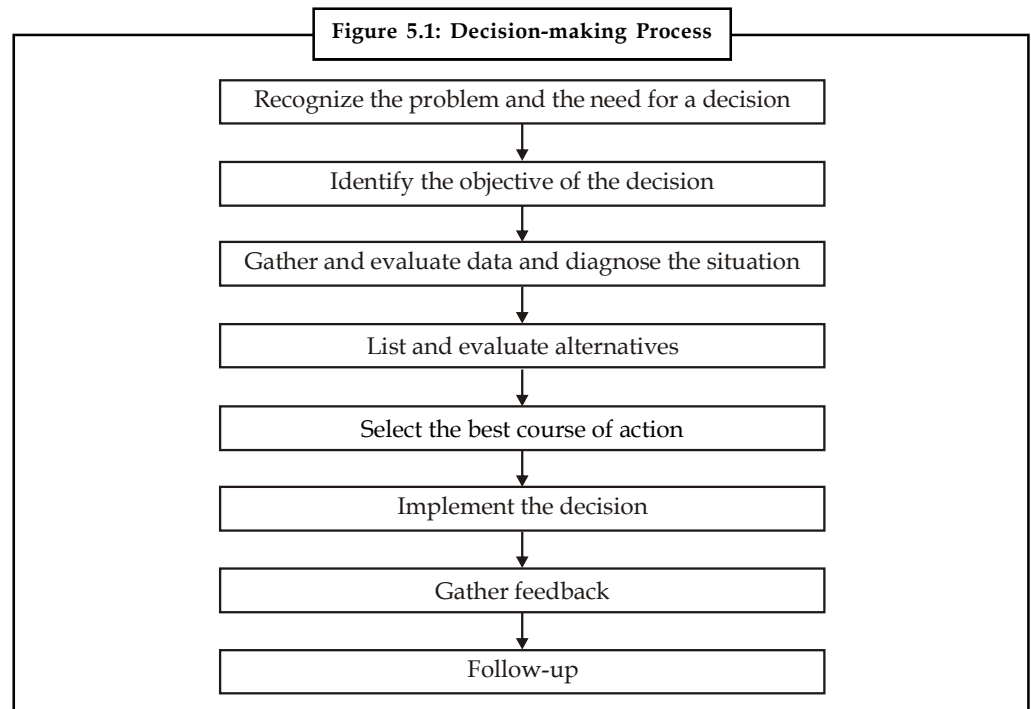 Figure 5.1: Decision-making Process
Recognize the problem and the need for a decision
Identify the objective of the decision
Gather and evaluate data and diagnose the situation
List and evaluate alternatives
Select the best course of action
Implement the decision
Gather feedback
Follow-up